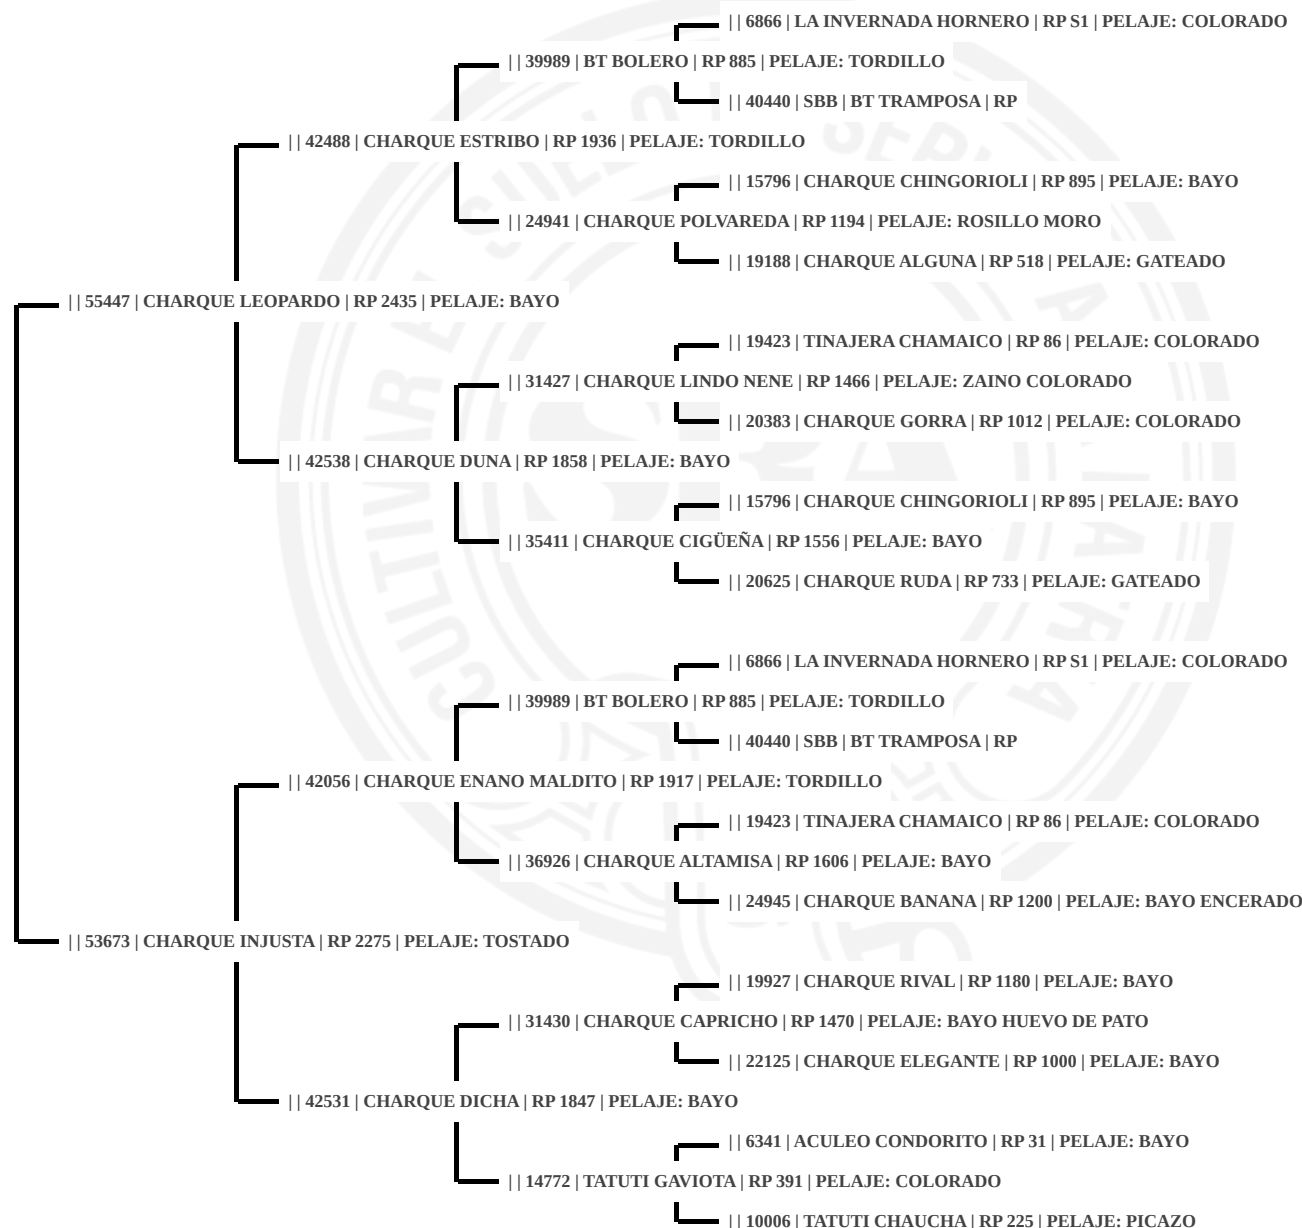 | | 6866 | LA INVERNADA HORNERO | RP S1 | PELAJE: COLORADO
| | 39989 | BT BOLERO | RP 885 | PELAJE: TORDILLO
| | 40440 | SBB | BT TRAMPOSA | RP
| | 42488 | CHARQUE ESTRIBO | RP 1936 | PELAJE: TORDILLO
| | 15796 | CHARQUE CHINGORIOLI | RP 895 | PELAJE: BAYO
| | 24941 | CHARQUE POLVAREDA | RP 1194 | PELAJE: ROSILLO MORO
| | 19188 | CHARQUE ALGUNA | RP 518 | PELAJE: GATEADO
| | 55447 | CHARQUE LEOPARDO | RP 2435 | PELAJE: BAYO
| | 19423 | TINAJERA CHAMAICO | RP 86 | PELAJE: COLORADO
| | 31427 | CHARQUE LINDO NENE | RP 1466 | PELAJE: ZAINO COLORADO
| | 20383 | CHARQUE GORRA | RP 1012 | PELAJE: COLORADO
| | 42538 | CHARQUE DUNA | RP 1858 | PELAJE: BAYO
| | 15796 | CHARQUE CHINGORIOLI | RP 895 | PELAJE: BAYO
| | 35411 | CHARQUE CIGÜEÑA | RP 1556 | PELAJE: BAYO
| | 20625 | CHARQUE RUDA | RP 733 | PELAJE: GATEADO
| | 6866 | LA INVERNADA HORNERO | RP S1 | PELAJE: COLORADO
| | 39989 | BT BOLERO | RP 885 | PELAJE: TORDILLO
| | 40440 | SBB | BT TRAMPOSA | RP
| | 42056 | CHARQUE ENANO MALDITO | RP 1917 | PELAJE: TORDILLO
| | 19423 | TINAJERA CHAMAICO | RP 86 | PELAJE: COLORADO
| | 36926 | CHARQUE ALTAMISA | RP 1606 | PELAJE: BAYO
| | 24945 | CHARQUE BANANA | RP 1200 | PELAJE: BAYO ENCERADO
| | 53673 | CHARQUE INJUSTA | RP 2275 | PELAJE: TOSTADO
| | 19927 | CHARQUE RIVAL | RP 1180 | PELAJE: BAYO
| | 31430 | CHARQUE CAPRICHO | RP 1470 | PELAJE: BAYO HUEVO DE PATO
| | 22125 | CHARQUE ELEGANTE | RP 1000 | PELAJE: BAYO
| | 42531 | CHARQUE DICHA | RP 1847 | PELAJE: BAYO
| | 6341 | ACULEO CONDORITO | RP 31 | PELAJE: BAYO
| | 14772 | TATUTI GAVIOTA | RP 391 | PELAJE: COLORADO
| | 10006 | TATUTI CHAUCHA | RP 225 | PELAJE: PICAZO